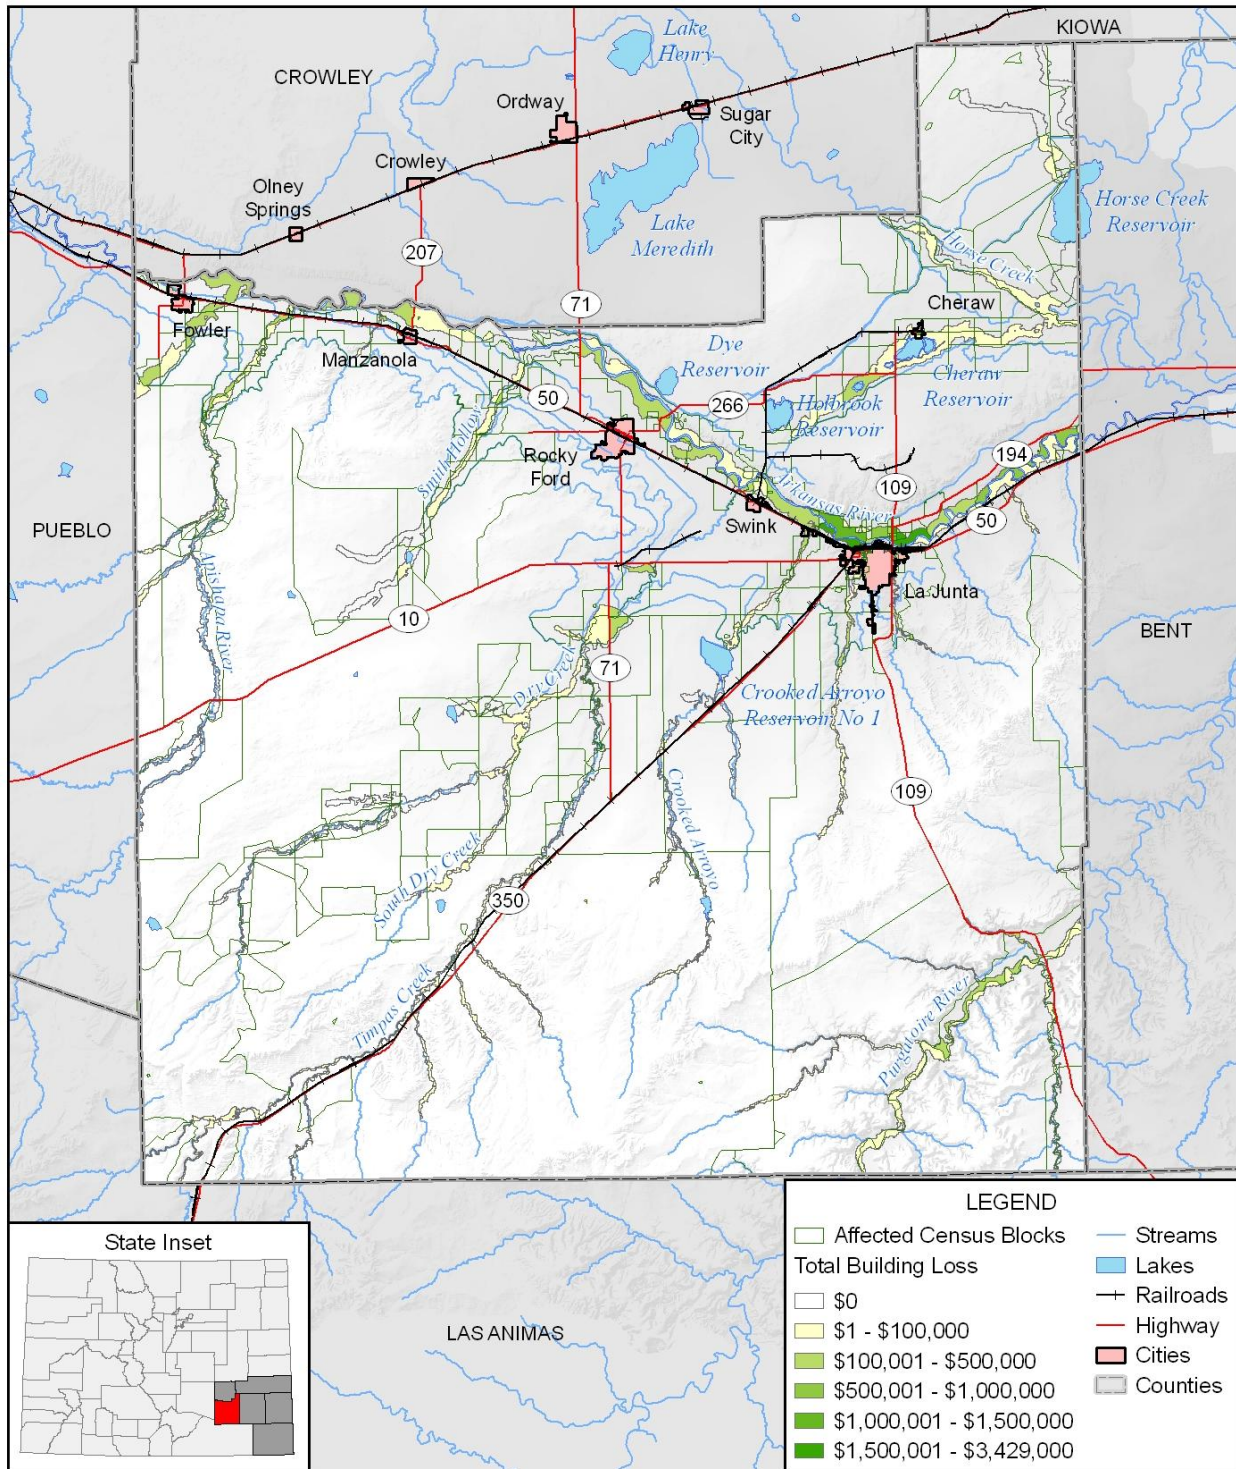 KIOWA
Lake
Henry
CROWLEY
Ordway
Sugar
City
Crowley
Olney
Springs
Horse Creek
Reservoir
Lake
Meredith
207
Horse Creek
71
Cheraw
Fowler
Dye
Reservoir
Manzanola
Cheraw
Reservoir
50
266
Holbrook
Reservoir
Smith Hollow
Rocky
Ford
194
109
Arkansas River
Swink
50
PUEBLO
Apishapa River
La Junta
10
BENT
71
Dry Creek
Crooked Arroyo
Reservoir No 1
109
Crooked Arroyo
South Dry Creek
350
Timpas Creek
Purgatoire River
LAS ANIMAS
State Inset
LEGEND
Affected Census Blocks
Total Building Loss
$0
$1 - $100,000
$100,001 - $500,000
$500,001 - $1,000,000
$1,000,001 - $1,500,000
$1,500,001 - $3,429,000
Streams
Lakes
Railroads
Highway
Cities
Counties